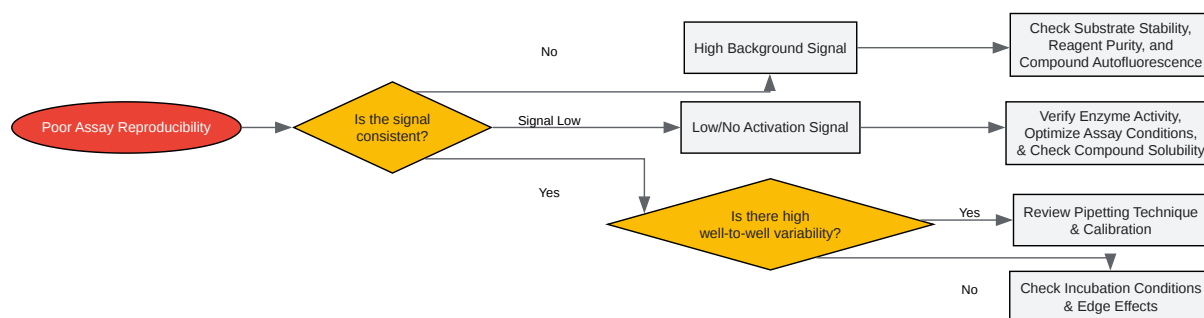 No
High Background Signal
Check Substrate Stability,
Reagent Purity, and
Compound Autofluorescence
Poor Assay Reproducibility
Is the signal
consistent?
Signal Low
Low/No Activation Signal
Verify Enzyme Activity,
Optimize Assay Conditions,
& Check Compound Solubility
Yes
Is there high
well-to-well variability?
Yes
Review Pipetting Technique
& Calibration
No
Check Incubation Conditions
& Edge Effects